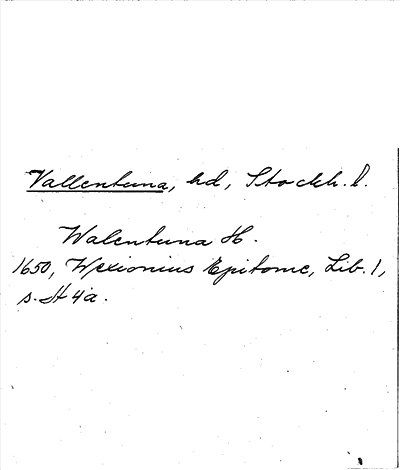 Vallentuna, hd, Stockh. l.
Walentuna H.
1650, Wexionius Epitome, Lib. 1,
s. H 4a.